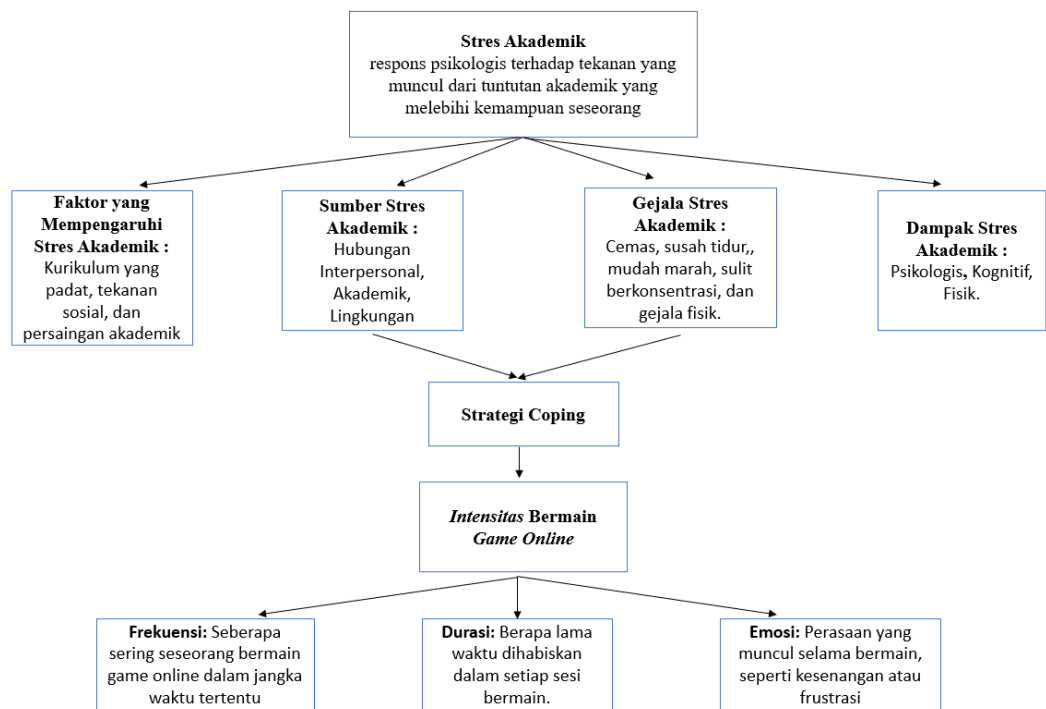 Stres Akademik
respons psikologis terhadap tekanan yang
muncul dari tuntutan akademik yang
melebihi kemampuan seseorang
Faktor yang
Mempengaruhi
Stres Akademik :
Kurikulum yang
padat, tekanan
sosial, dan
persaingan akademik
Sumber Stres
Akademik :
Hubungan
Interpersonal,
Akademik,
Lingkungan
Gejala Stres
Akademik :
Cemas, susah tidur,,
mudah marah, sulit
berkonsentrasi, dan
gejala fisik.
Dampak Stres
Akademik :
Psikologis, Kognitif,
Fisik.
Strategi Coping
Intensitas Bermain
Game Online
Frekuensi: Seberapa
sering seseorang bermain
game online dalam jangka
waktu tertentu
Durasi: Berapa lama
waktu dihabiskan
dalam setiap sesi
bermain.
Emosi: Perasaan yang
muncul selama bermain,
seperti kesenangan atau
frustrasi